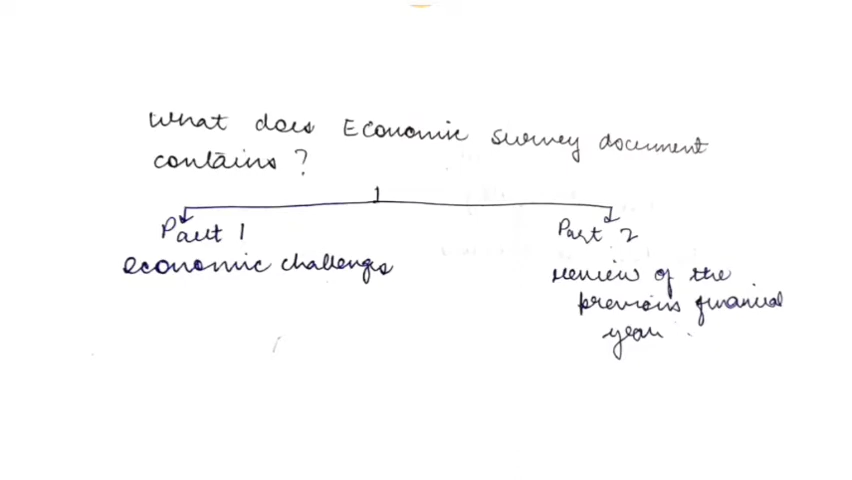 What does Economic survey document
contains?
Part 1
Part 2
economic challenges
review of the
previous financial
year.